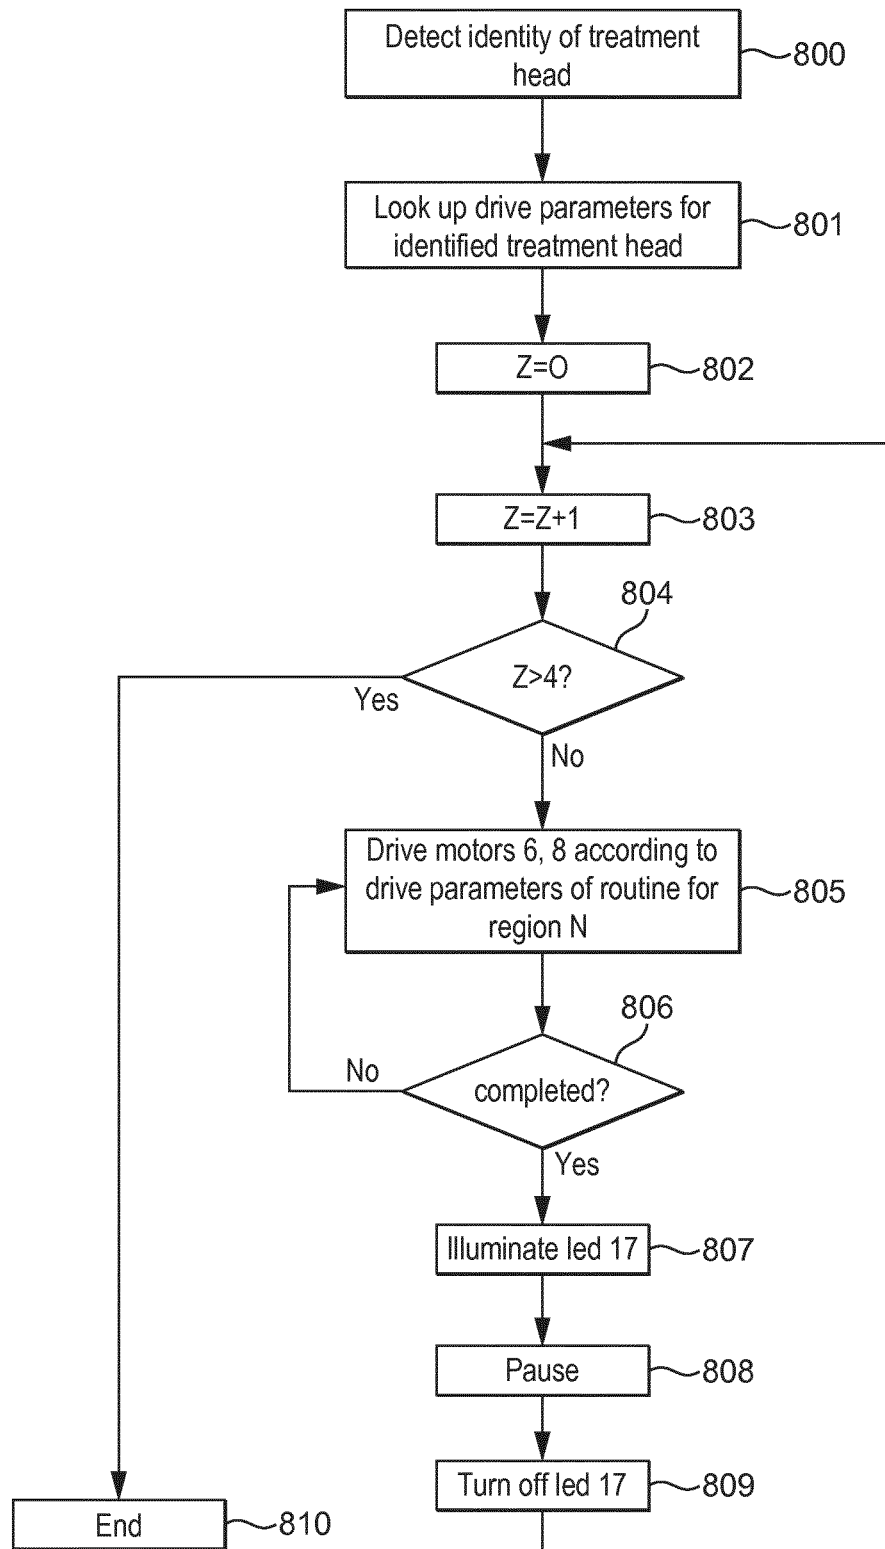 Detect identity of treatment
head
800
Look up drive parameters for
identified treatment head
801
Z=O
802
Z=Z+1
803
804
Z>4?
Yes
No
Drive motors 6, 8 according to
drive parameters of routine for
region N
805
806
completed?
No
Yes
Illuminate led 17
807
Pause
808
Turn off led 17
809
End
810